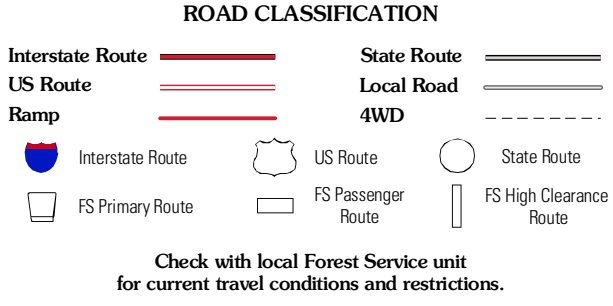 ROAD CLASSIFICATION
Interstate Route
State Route
US Route
Local Road
Ramp
4WD
Interstate Route
US Route
State Route
FS Primary Route
FS Passenger
Route
FS High Clearance
Route
Check with local Forest Service unit
for current travel conditions and restrictions.